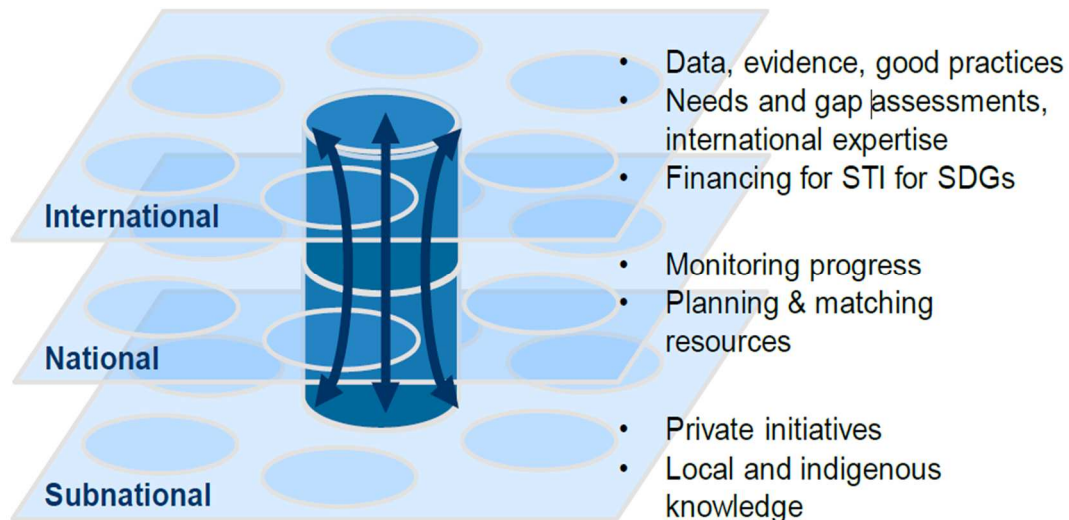 • Data, evidence, good practices
• Needs and gap assessments,
international expertise
• Financing for STI for SDGs
International
• Monitoring progress
• Planning & matching
resources
National
• Private initiatives
• Local and indigenous
knowledge
Subnational